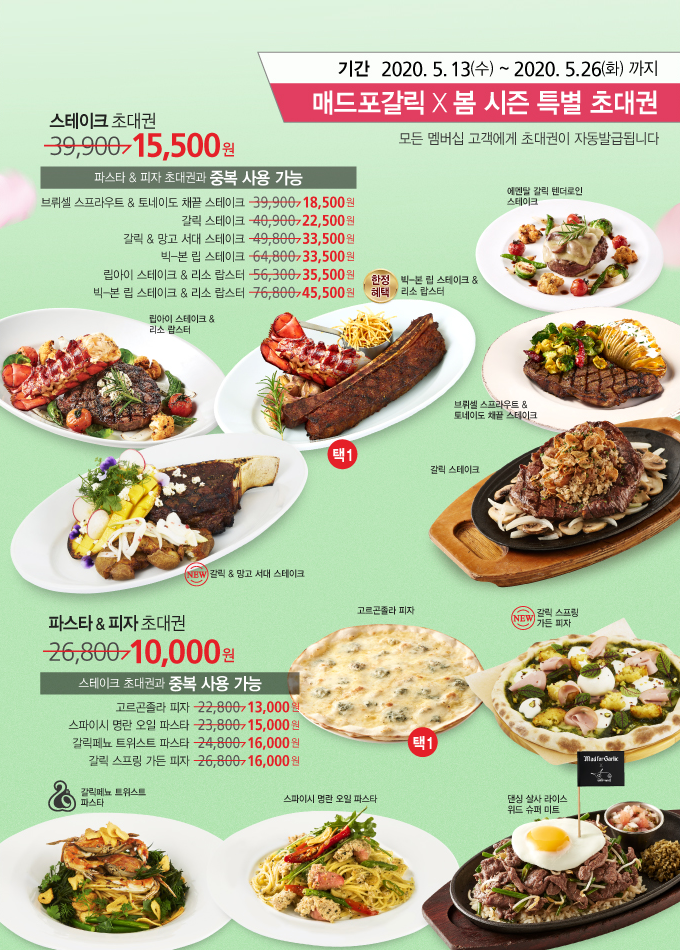 기간 2020. 5. 13(수) ~ 2020. 5.26(화) 까지
매드포갈릭 X 봄 시즌 특별 초대권
모든 멤버십 고객에게 초대권이 자동발급됩니다
스테이크 초대권
39,900 15,500원
파스타 & 피자 초대권과 중복 사용 가능
브뤼셀 스프라우트 & 토네이도 채끝 스테이크 39,900 18,500원
갈릭 스테이크 40,900 22,500원
갈릭 & 망고 서대 스테이크 49,800 33,500원
빅-본 립 스테이크 64,800 33,500원
립아이 스테이크 & 리소 랍스터 56,300 35,500원
빅-본 립 스테이크 & 리소 랍스터 76,800 45,500원
한정
혜택
빅-본 립 스테이크 &
리소 랍스터
에멘탈 갈릭 텐더로인
스테이크
립아이 스테이크 &
리소 랍스터
브뤼셀 스프라우트 &
토네이도 채끝 스테이크
택1
갈릭 스테이크
NEW 갈릭 & 망고 서대 스테이크
파스타 & 피자 초대권
26,800 10,000원
스테이크 초대권과 중복 사용 가능
고르곤졸라 피자 22,800 13,000원
스파이시 명란 오일 파스타 23,800 15,000원
갈릭페뇨 트위스트 파스타 24,800 16,000원
갈릭 스프링 가든 피자 26,800 16,000원
고르곤졸라 피자
NEW 갈릭 스프링
가든 피자
택1
Mad for Garlic
갈릭페뇨 트위스트
파스타
스파이시 명란 오일 파스타
댄싱 살사 라이스
위드 슈퍼 미트